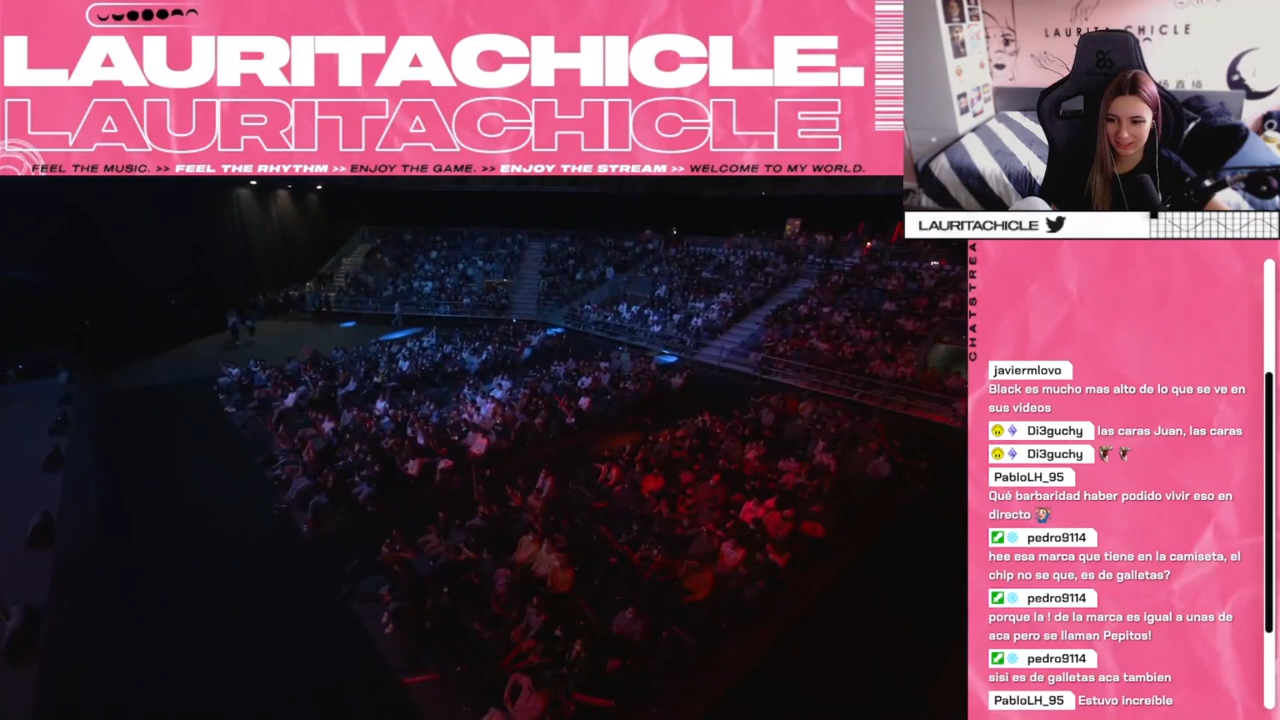 LAURITACHICLE.
LAURITACHICLE
FEEL THE MUSIC. >> FEEL THE RHYTHM >> ENJOY THE GAME. >> ENJOY THE STREAM >> WELCOME TO MY WORLD.
LAURITACHICLE
CHATSTREA
javiermlovo
Black es mucho mas alto de lo que se ve en
sus videos
Di3guchy las caras Juan, las caras
Di3guchy
PabloLH_95
Qué barbaridad haber podido vivir eso en
directo
pedro9114
hee esa marca que tiene en la camiseta, el
chip no se que, es de galletas?
pedro9114
porque la ! de la marca es igual a unas de
aca pero se llaman Pepitos!
pedro9114
sisi es de galletas aca tambien
PabloLH_95 Estuvo increíble